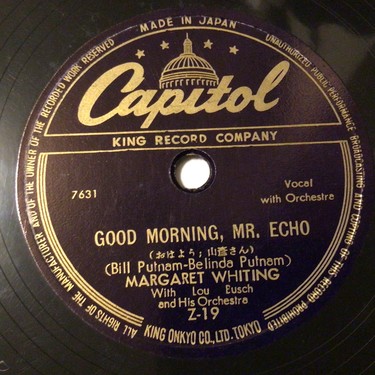 MADE IN JAPAN
Capitol
KING RECORD COMPANY
7631
Vocal
with Orchestra
GOOD MORNING, MR. ECHO
(おはよう;山彦さん)
(Bill Putnam-Belinda Putnam)
MARGARET WHITING
With Lou Busch
and His Orchestra
Z-19
KING ONKYO CO., LTD. TOKYO
ALL RIGHTS OF THE MANUFACTURER AND OF THE OWNER OF THE RECORDED WORK RESERVED
UNAUTHORIZED PUBLIC PERFORMANCE BROADCASTING AND COPYING OF THIS RECORD PROHIBITED